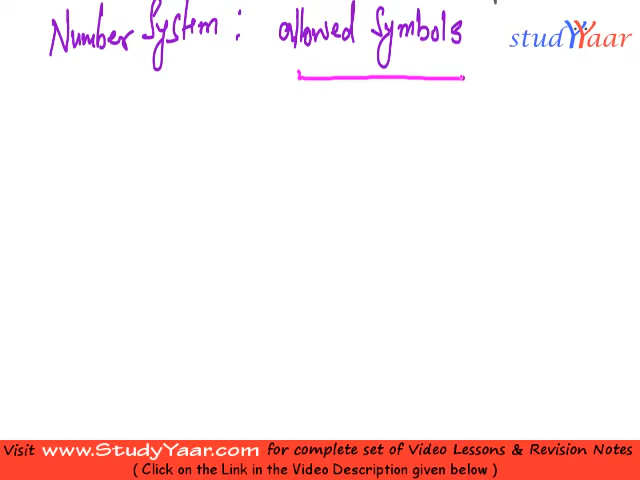 Number System : allowed Symbols
studYYaar
Visit www.StudyYaar.com for complete set of Video Lessons & Revision Notes
( Click on the Link in the Video Description given below )